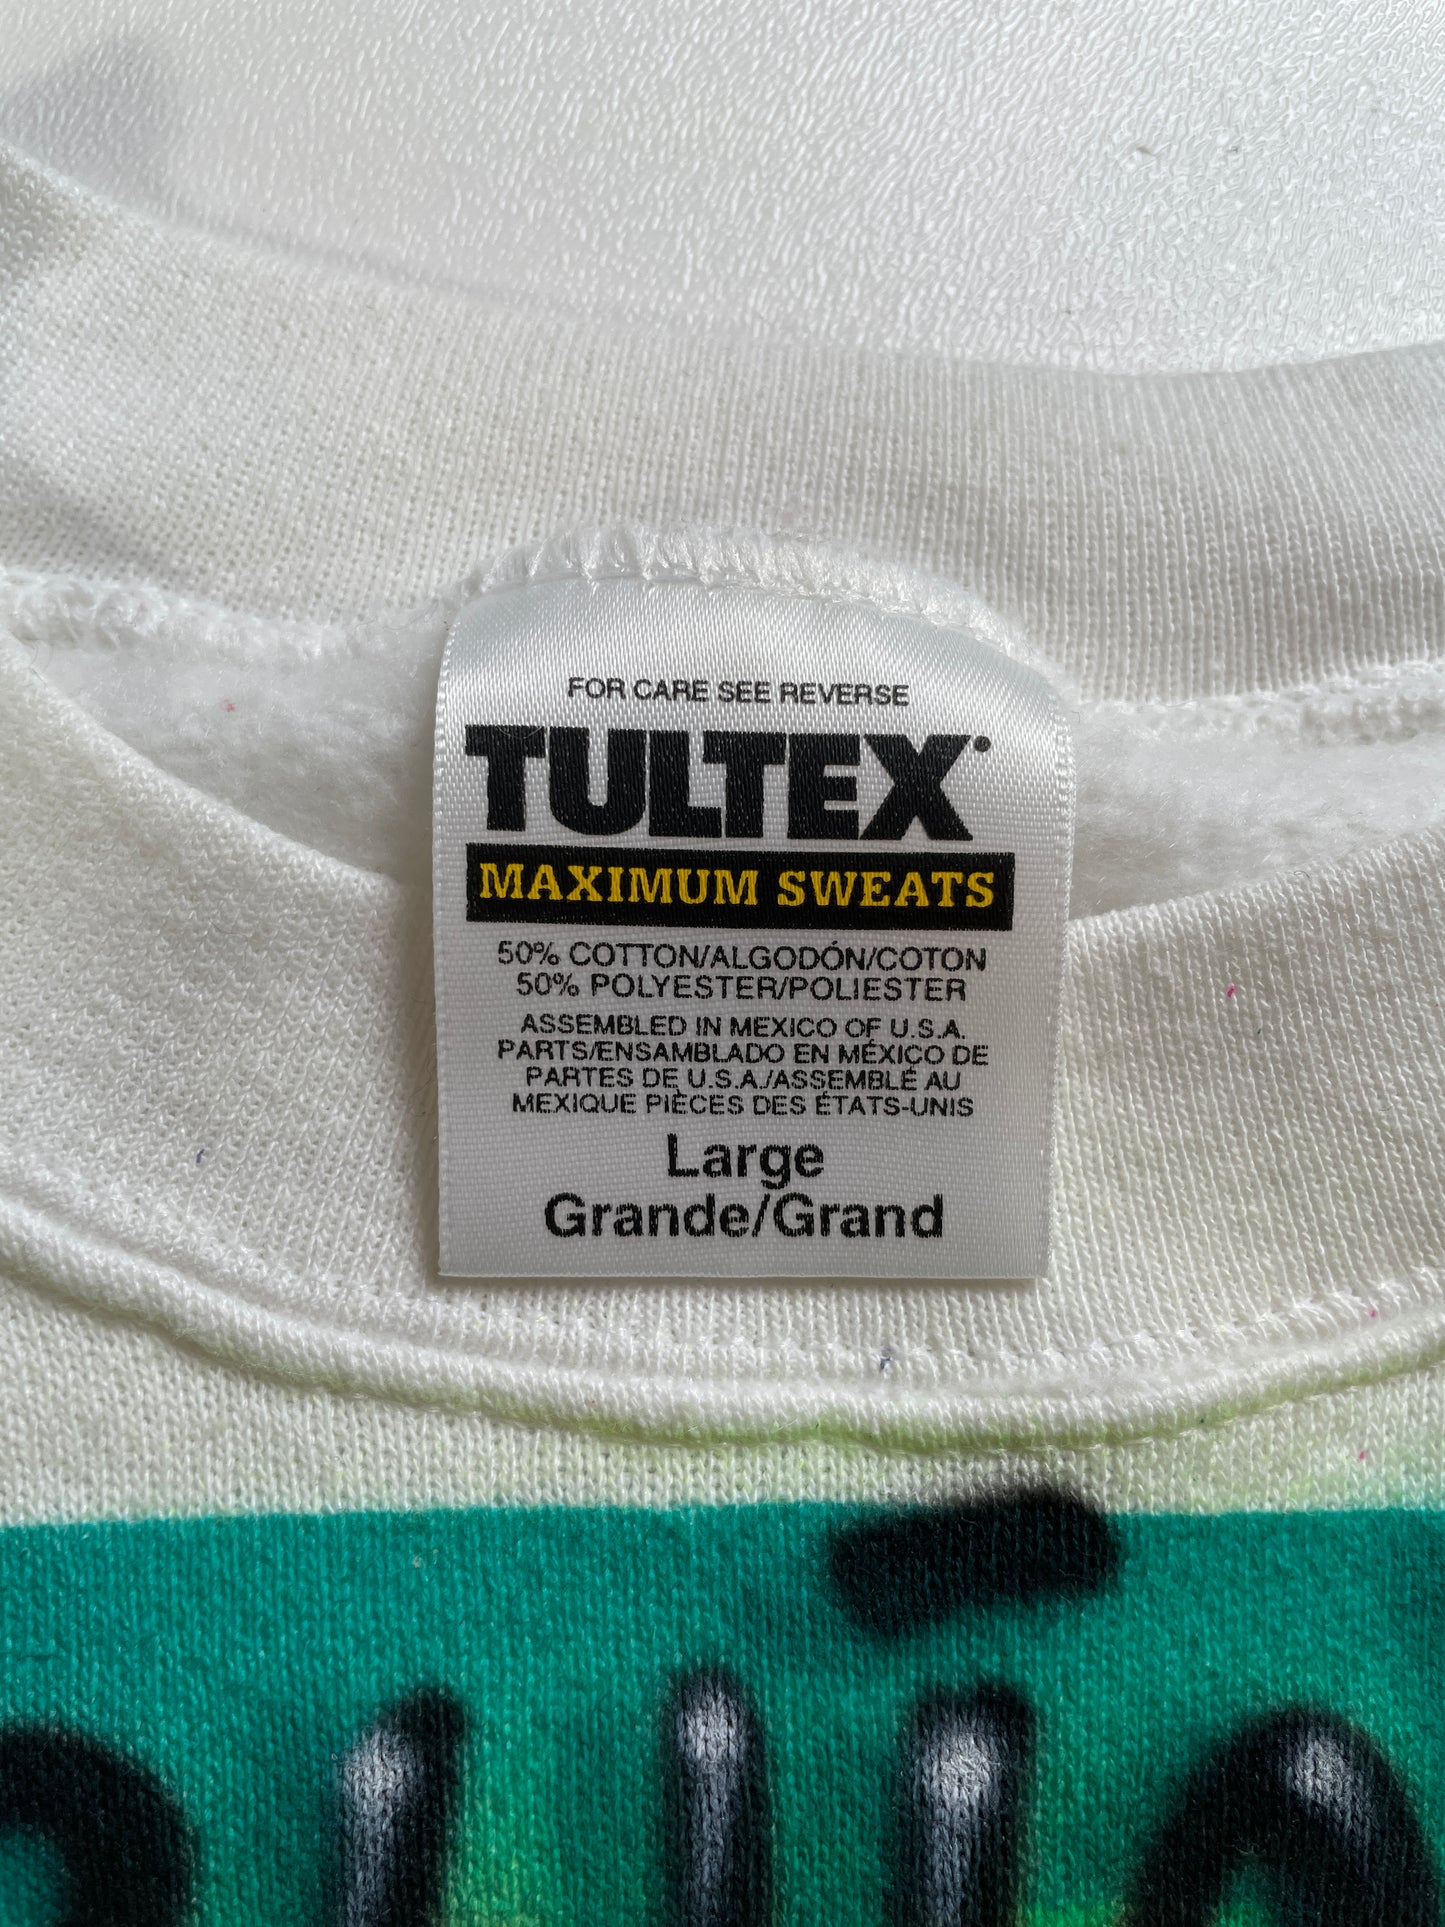 FOR CARE SEE REVERSE
TULTEX
MAXIMUM SWEATS
50% COTTON/ALGODÓN/COTON
50% POLYESTER/POLIESTER
ASSEMBLED IN MEXICO OF U.S.A.
PARTS/ENSAMBLADO EN MÉXICO DE
PARTES DE U.S.A./ASSEMBLÉ AU
MEXIQUE PIÈCES DES ÉTATS-UNIS
Large
Grande/Grand